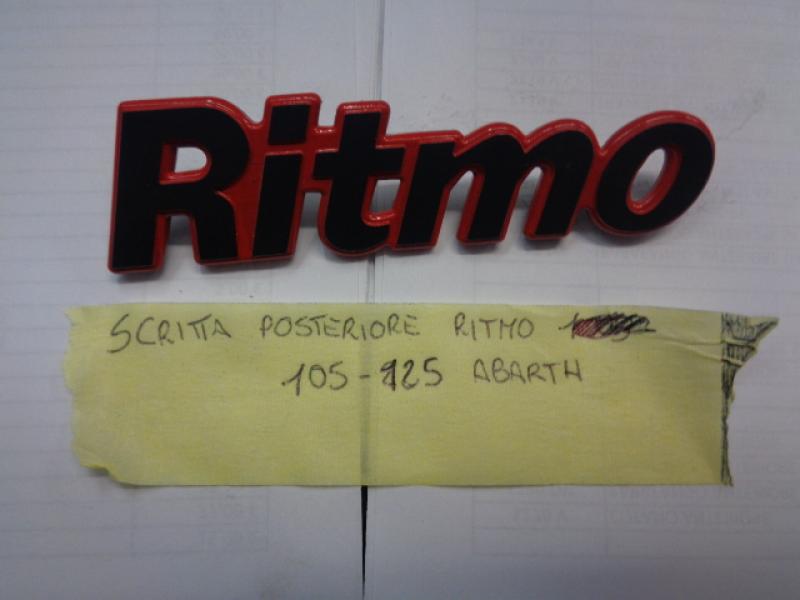 Ritmo
SCRITTA POSTERIORE RITMO
105-125 ABARTH